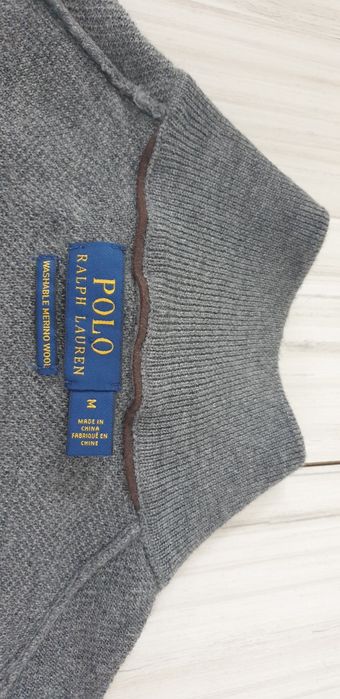 POLO
RALPH LAUREN
M
MADE IN
CHINA
FABRIQUÉ EN
CHINE
WASHABLE MERINO WOOL